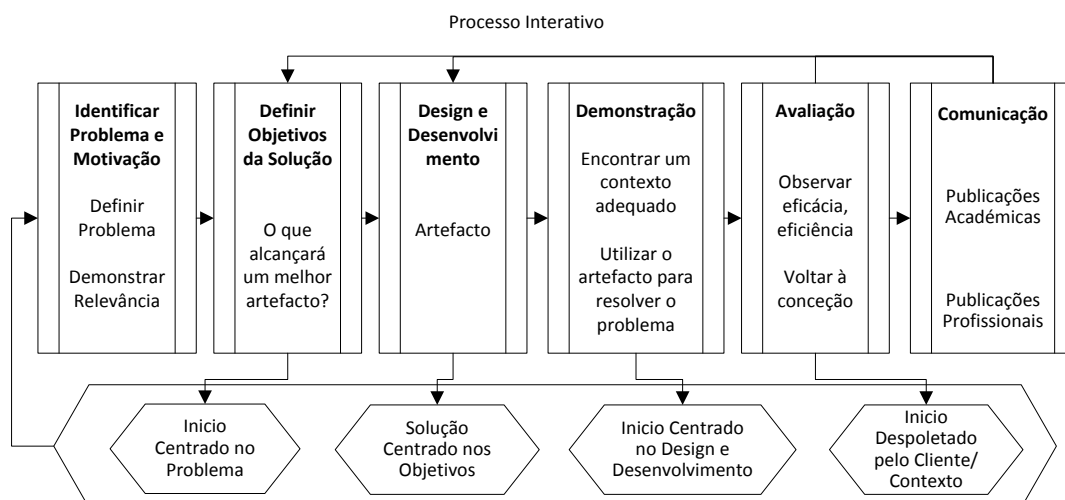 Processo Interativo
Identificar
Problema e
Motivação
Definir
Problema
Demonstrar
Relevância
Definir
Objetivos
da Solução
O que
alcançará
um melhor
artefacto?
Design e
Desenvolvi
mento
Artefacto
Demonstração
Encontrar um
contexto
adequado
Utilizar o
artefacto para
resolver o
problema
Avaliação
Observar
eficácia,
eficiência
Voltar à
conceção
Comunicação
Publicações
Académicas
Publicações
Profissionais
Inicio
Centrado no
Problema
Solução
Centrado nos
Objetivos
Inicio Centrado
no Design e
Desenvolvimento
Inicio
Despoletado
pelo Cliente/
Contexto